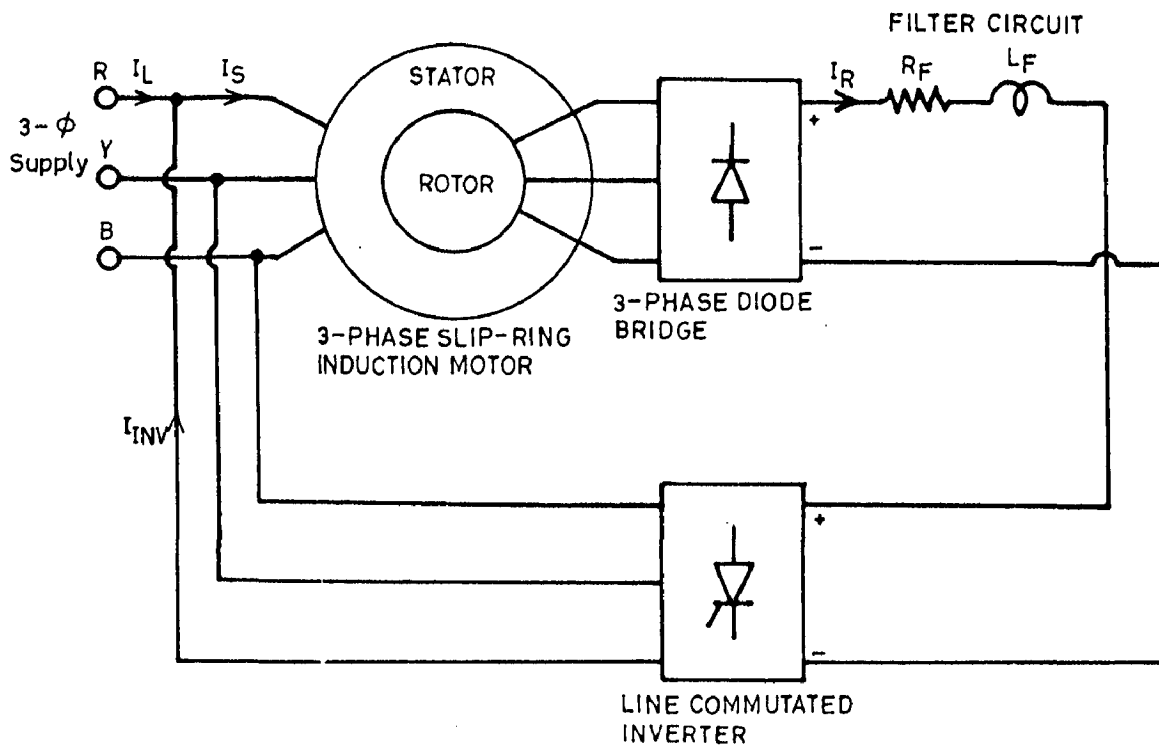 FILTER CIRCUIT
R I_L I_S STATOR I_R R_F L_F
3-ϕ Y
Supply
ROTOR
+
B
-
3-PHASE DIODE
BRIDGE
3-PHASE SLIP-RING
INDUCTION MOTOR
I_INV
+
-
LINE COMMUTATED
INVERTER